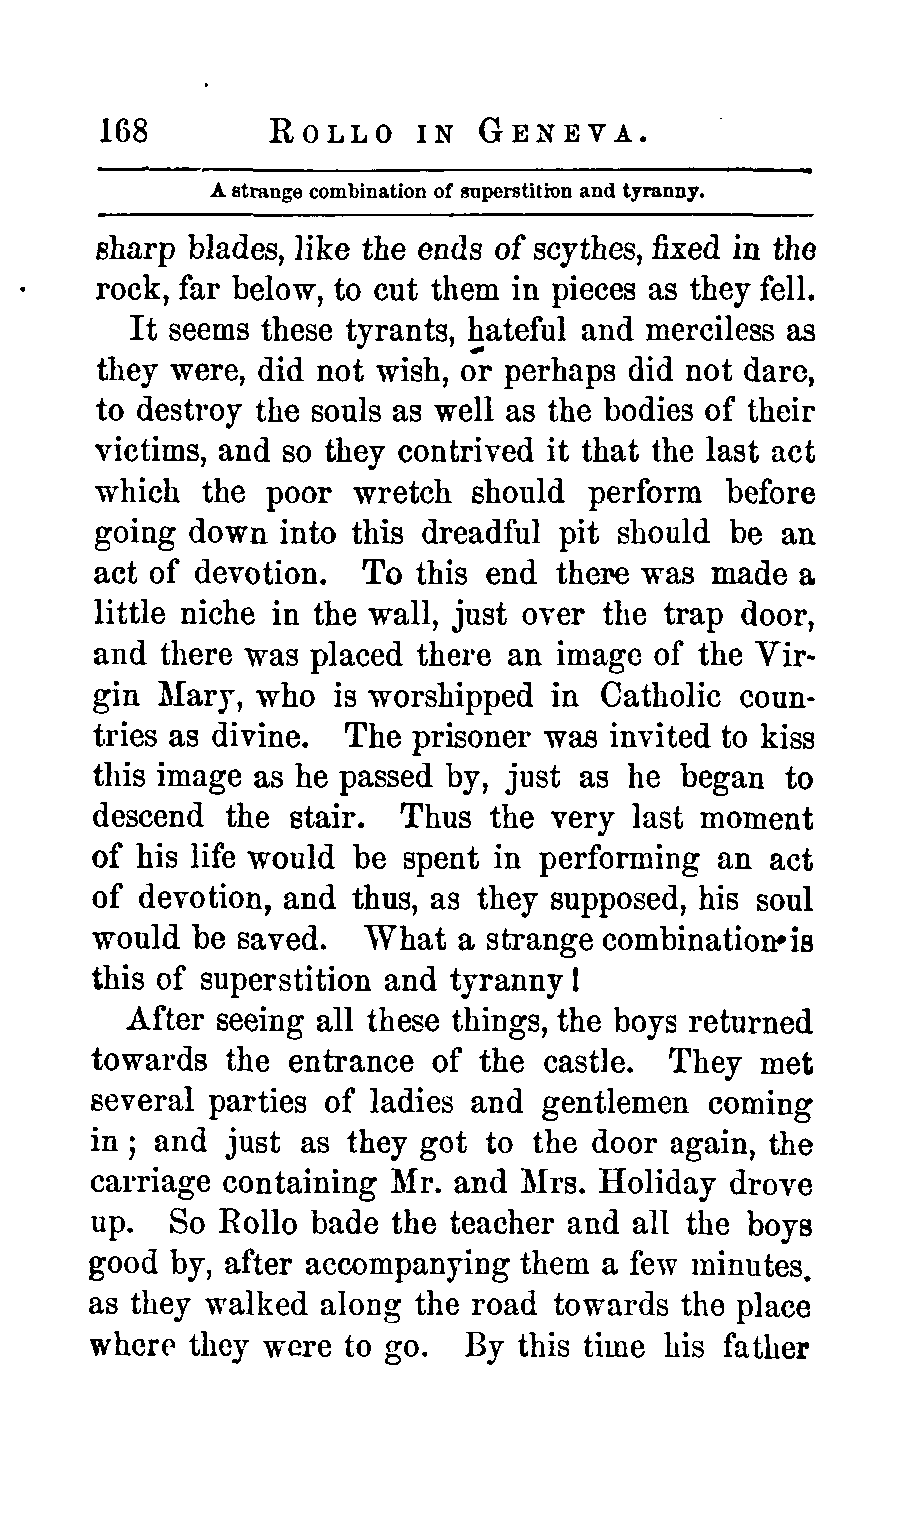 168 ROLLO IN GENEVA.
A strange combination of superstition and tyranny.
sharp blades, like the ends of scythes, fixed in the
rock, far below, to cut them in pieces as they fell.
It seems these tyrants, hateful and merciless as
they were, did not wish, or perhaps did not dare,
to destroy the souls as well as the bodies of their
victims, and so they contrived it that the last act
which the poor wretch should perform before
going down into this dreadful pit should be an
act of devotion. To this end there was made a
little niche in the wall, just over the trap door,
and there was placed there an image of the Vir-
gin Mary, who is worshipped in Catholic coun-
tries as divine. The prisoner was invited to kiss
this image as he passed by, just as he began to
descend the stair. Thus the very last moment
of his life would be spent in performing an act
of devotion, and thus, as they supposed, his soul
would be saved. What a strange combination is
this of superstition and tyranny!
After seeing all these things, the boys returned
towards the entrance of the castle. They met
several parties of ladies and gentlemen coming
in; and just as they got to the door again, the
carriage containing Mr. and Mrs. Holiday drove
up. So Rollo bade the teacher and all the boys
good by, after accompanying them a few minutes.
as they walked along the road towards the place
where they were to go. By this time his father